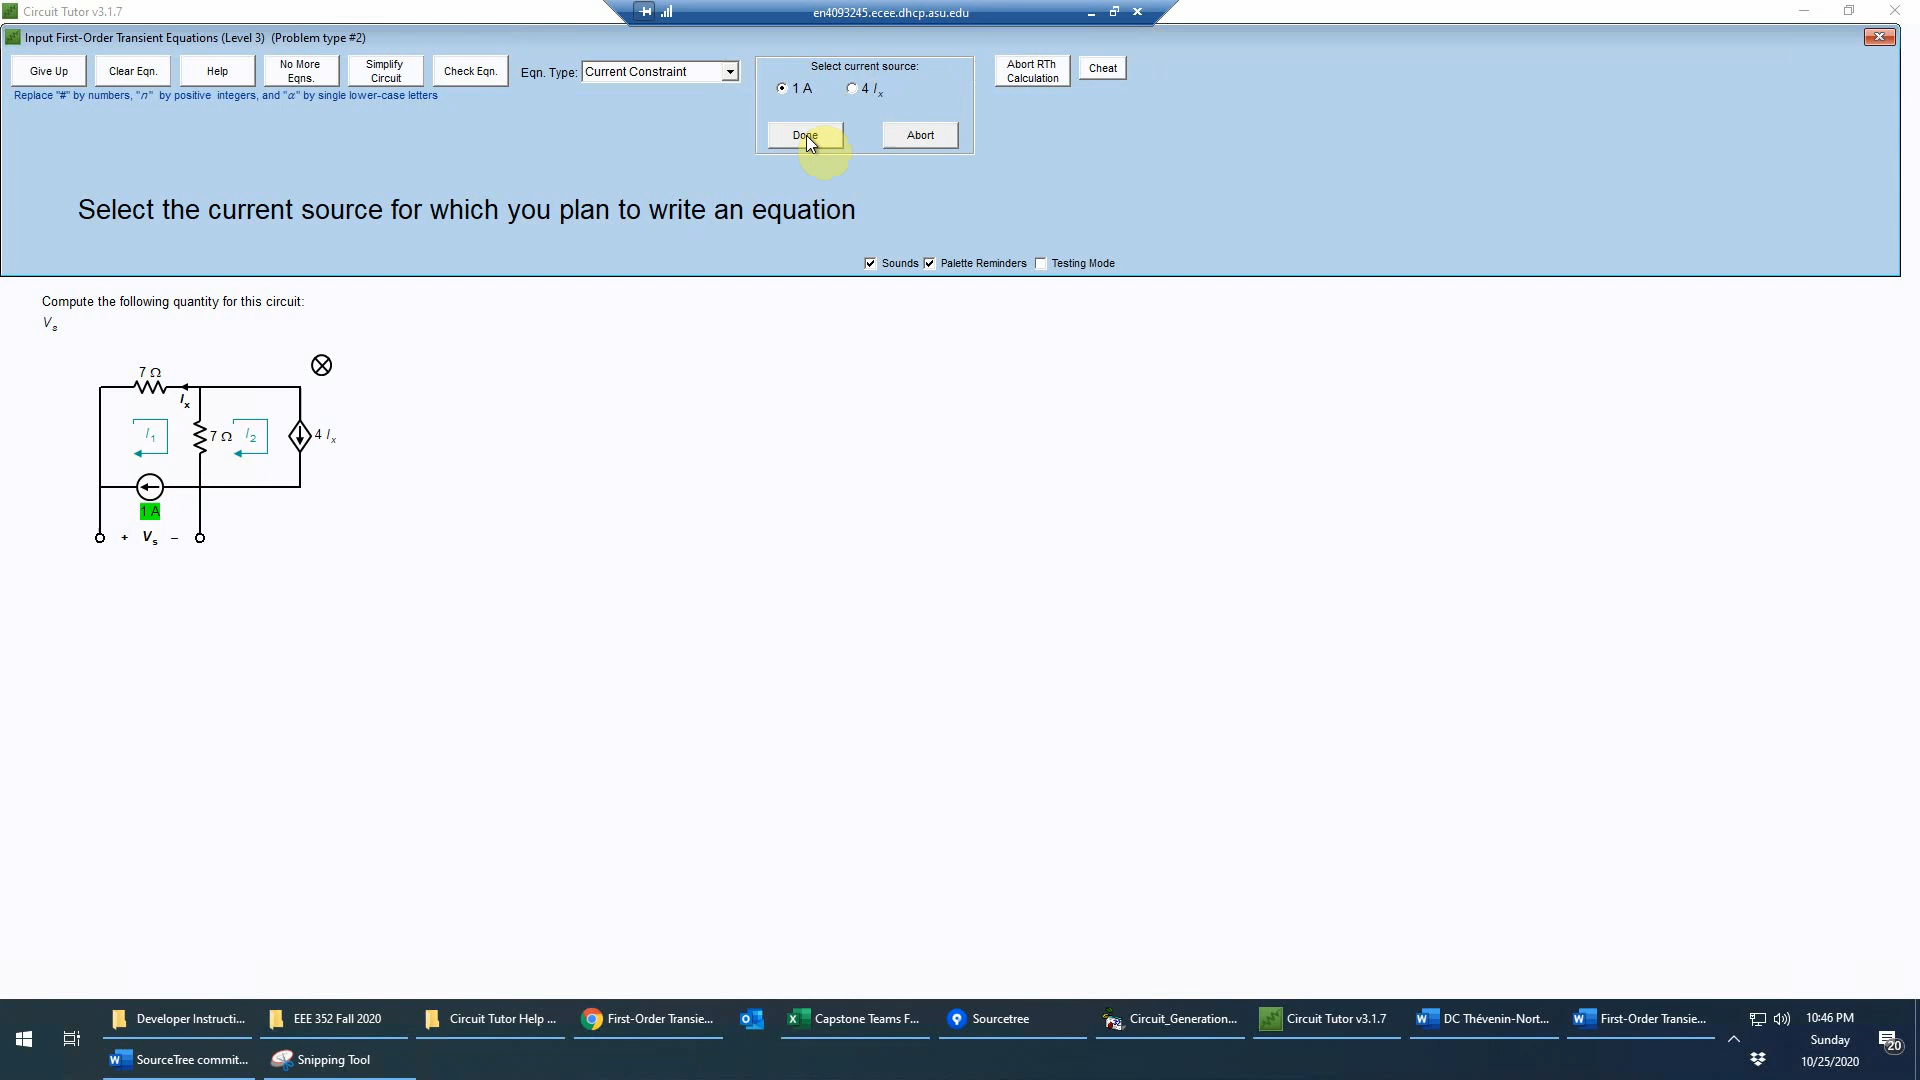 Circuit Tutor v3.1.7
en4093245.ecee.dhcp.asu.edu
Input First-Order Transient Equations (Level 3)  (Problem type #2)
Give Up
Clear Eqn.
Help
No More Eqns.
Simplify Circuit
Check Eqn.
Eqn. Type: Current Constraint
Select current source:
1 A
4 Ix
Done
Abort
Abort RTh Calculation
Cheat
Replace "#" by numbers, "n" by positive integers, and "α" by single lower-case letters
Select the current source for which you plan to write an equation
Sounds
Palette Reminders
Testing Mode
Compute the following quantity for this circuit:
Vs
7 Ω
Ix
I1
7 Ω
I2
4 Ix
1 A
+ Vs –
Developer Instructi...
EEE 352 Fall 2020
Circuit Tutor Help ...
First-Order Transie...
Capstone Teams F...
Sourcetree
Circuit_Generation...
Circuit Tutor v3.1.7
DC Thévenin-Nort...
First-Order Transie...
10:46 PM
Sunday
10/25/2020
20
SourceTree commit...
Snipping Tool